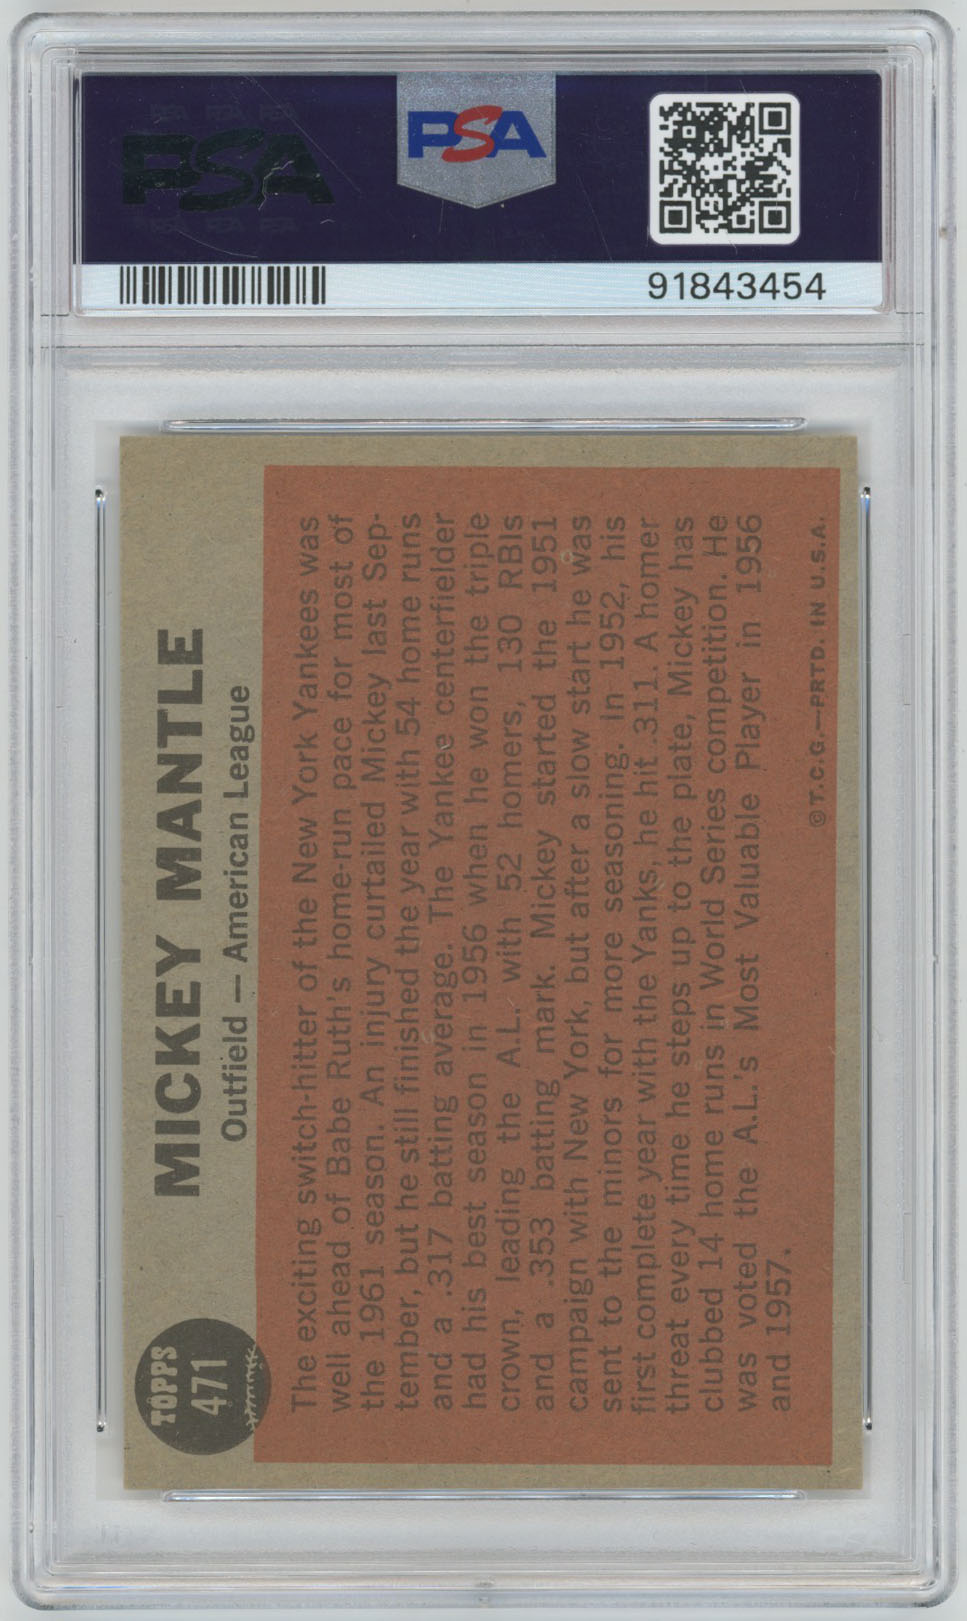 PSA PSA PSA
PSA
PSA PSA PSA
PSA
91843454
TOPPS
471
MICKEY MANTLE
Outfield — American League
The exciting switch-hitter of the New York Yankees was
well ahead of Babe Ruth's home-run pace for most of
the 1961 season. An injury curtailed Mickey last Sep-
tember, but he still finished the year with 54 home runs
and a .317 batting average. The Yankee centerfielder
had his best season in 1956 when he won the triple
crown, leading the A.L. with 52 homers, 130 RBIs
and a .353 batting mark. Mickey started the 1951
campaign with New York, but after a slow start he was
sent to the minors for more seasoning. In 1952, his
first complete year with the Yanks, he hit .311. A homer
threat every time he steps up to the plate, Mickey has
clubbed 14 home runs in World Series competition. He
was voted the A.L.'s Most Valuable Player in 1956
and 1957.
©T.C.G.—PRTD. IN U.S.A.